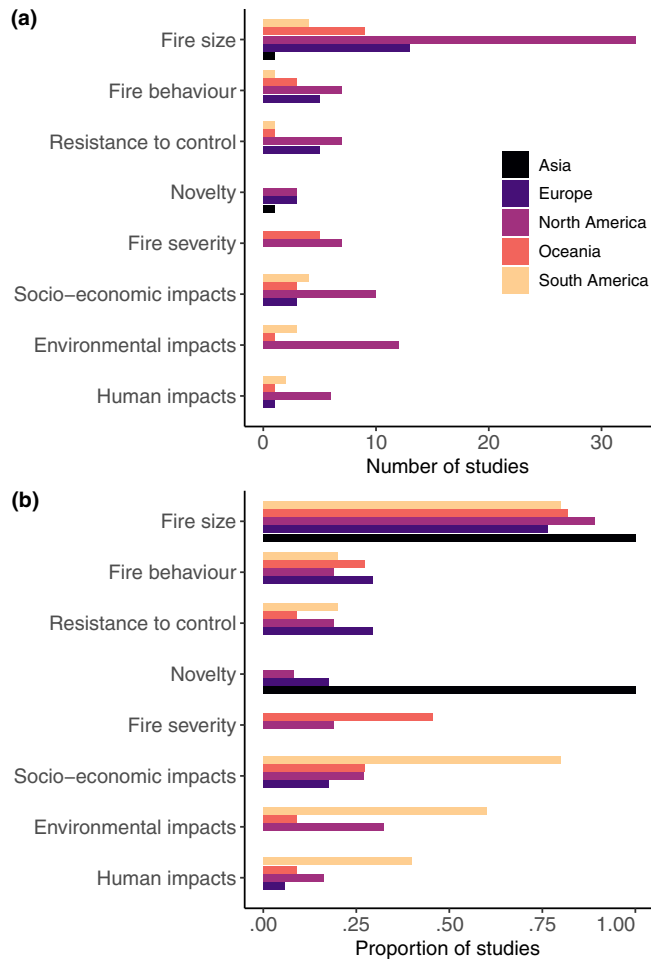 (a)
Fire size
Fire behaviour
Resistance to control
Novelty
Fire severity
Socio−economic impacts
Environmental impacts
Human impacts
Asia
Europe
North America
Oceania
South America
0 10 20 30
Number of studies
(b)
Fire size
Fire behaviour
Resistance to control
Novelty
Fire severity
Socio−economic impacts
Environmental impacts
Human impacts
.00 .25 .50 .75 1.00
Proportion of studies